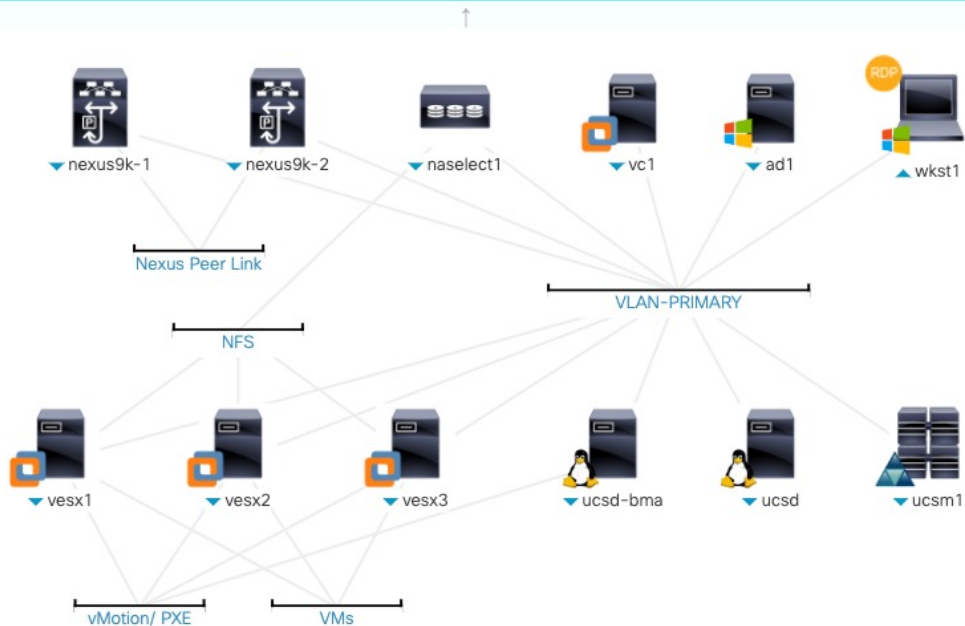 RDP
P
P
nexus9k-1
nexus9k-2
naselect1
vc1
ad1
wkst1
Nexus Peer Link
VLAN-PRIMARY
NFS
vesx1
vesx2
vesx3
ucsd-bma
ucsd
ucsm1
vMotion/ PXE
VMs